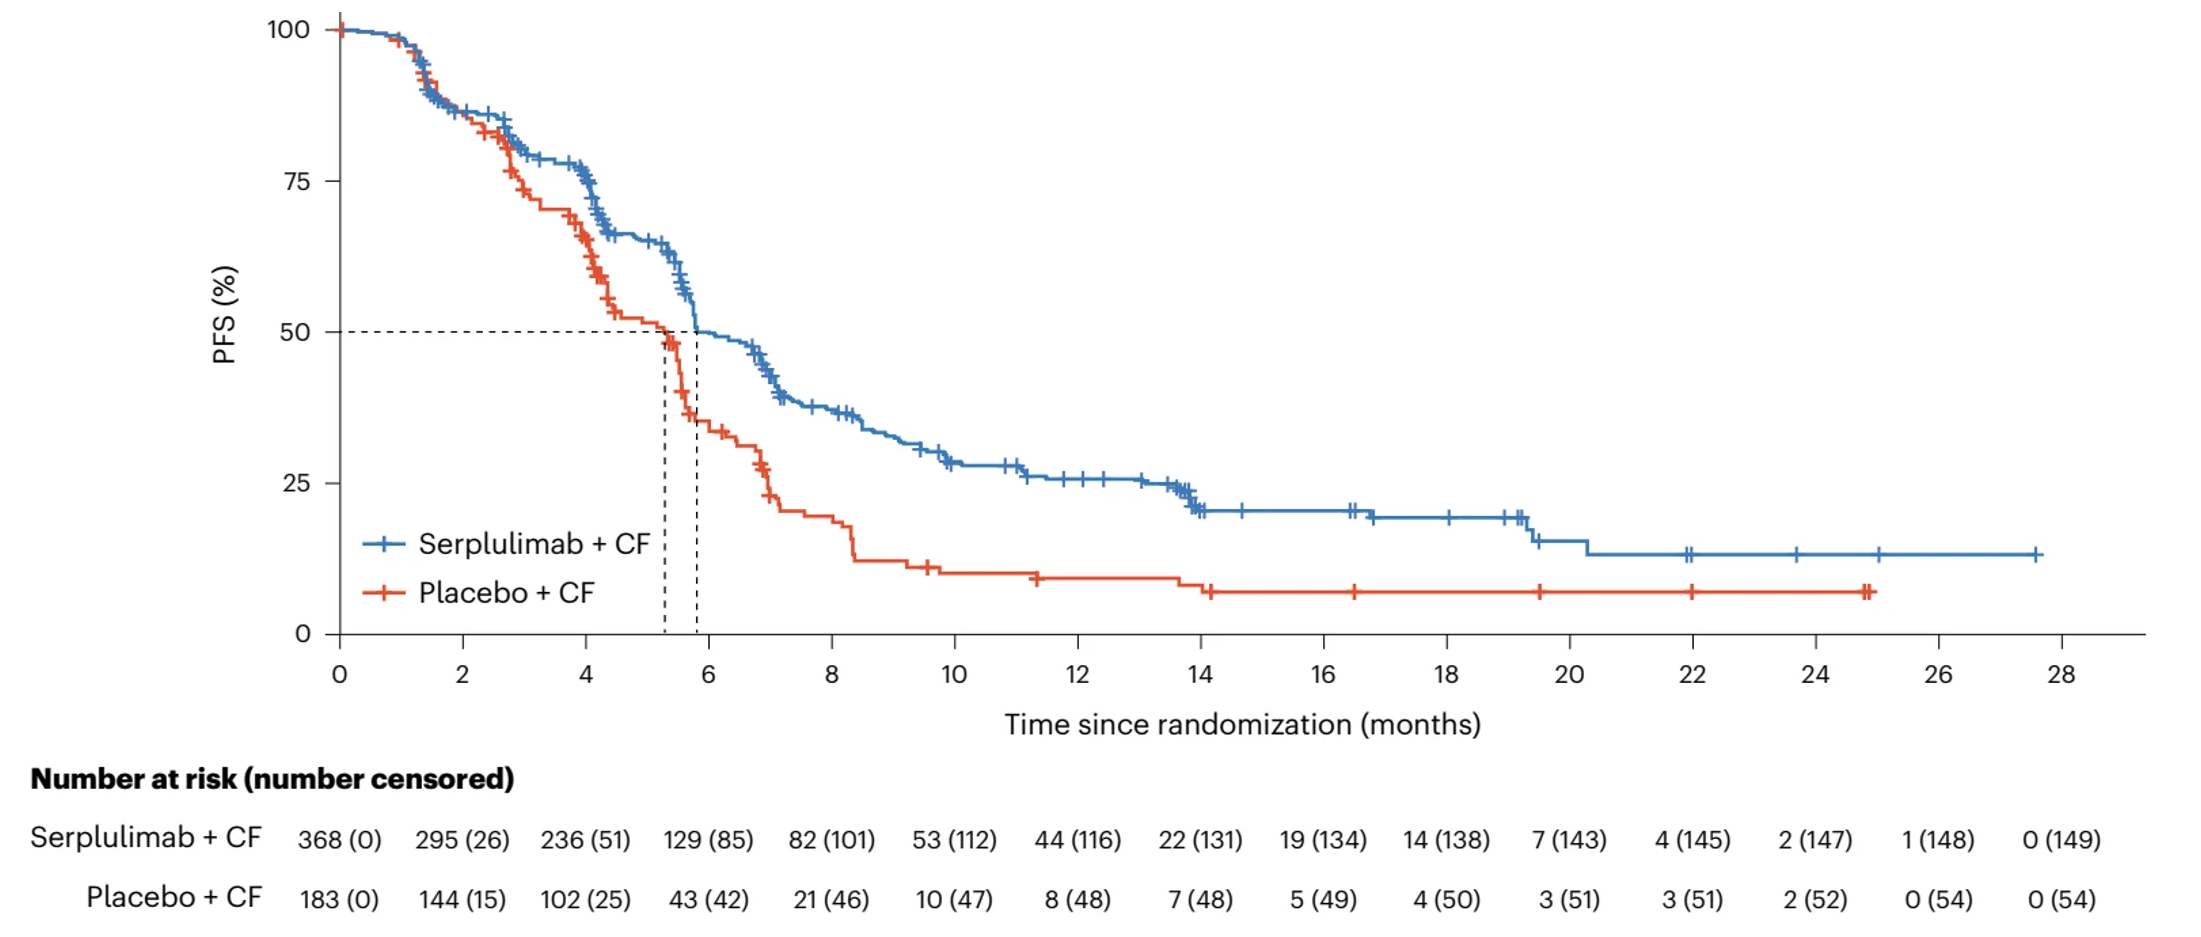 100
75
50
25
0
PFS (%)
Serplulimab + CF
Placebo + CF
0 2 4 6 8 10 12 14 16 18 20 22 24 26 28
Time since randomization (months)
Number at risk (number censored)
Serplulimab + CF 368 (0) 295 (26) 236 (51) 129 (85) 82 (101) 53 (112) 44 (116) 22 (131) 19 (134) 14 (138) 7 (143) 4 (145) 2 (147) 1 (148) 0 (149)
Placebo + CF 183 (0) 144 (15) 102 (25) 43 (42) 21 (46) 10 (47) 8 (48) 7 (48) 5 (49) 4 (50) 3 (51) 3 (51) 2 (52) 0 (54) 0 (54)